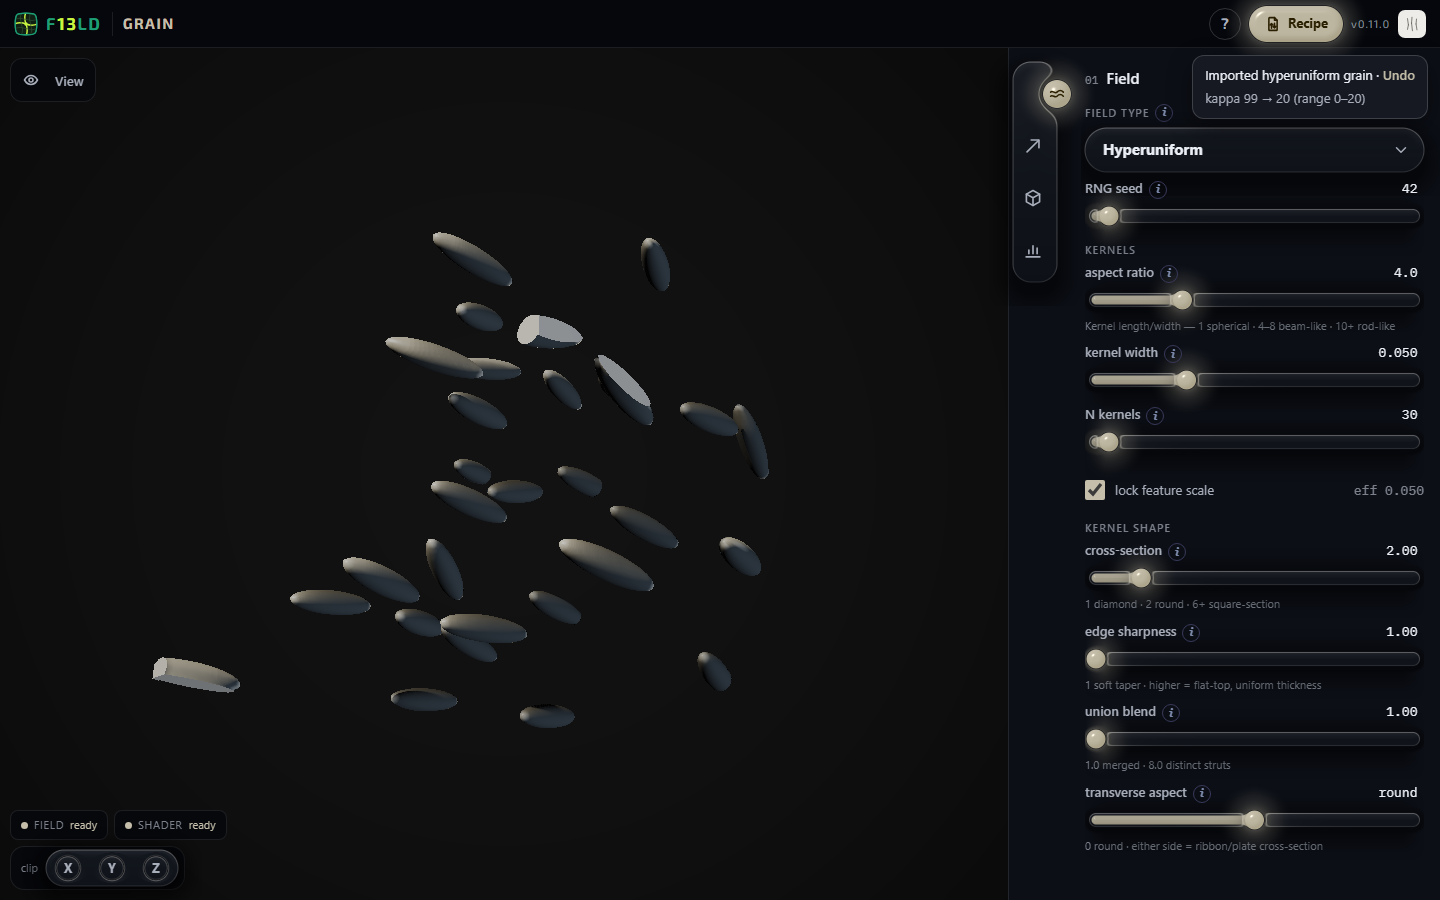 F13LD GRAIN
? Recipe v0.11.0
View
01 Field
Imported hyperuniform grain · Undo
kappa 99 → 20 (range 0–20)
FIELD TYPE i
Hyperuniform
RNG seed i 42
KERNELS
aspect ratio i 4.0
Kernel length/width — 1 spherical · 4–8 beam-like · 10+ rod-like
kernel width i 0.050
N kernels i 30
lock feature scale eff 0.050
KERNEL SHAPE
cross-section i 2.00
1 diamond · 2 round · 6+ square-section
edge sharpness i 1.00
1 soft taper · higher = flat-top, uniform thickness
union blend i 1.00
1.0 merged · 8.0 distinct struts
transverse aspect i round
0 round · either side = ribbon/plate cross-section
FIELD ready SHADER ready
clip X Y Z